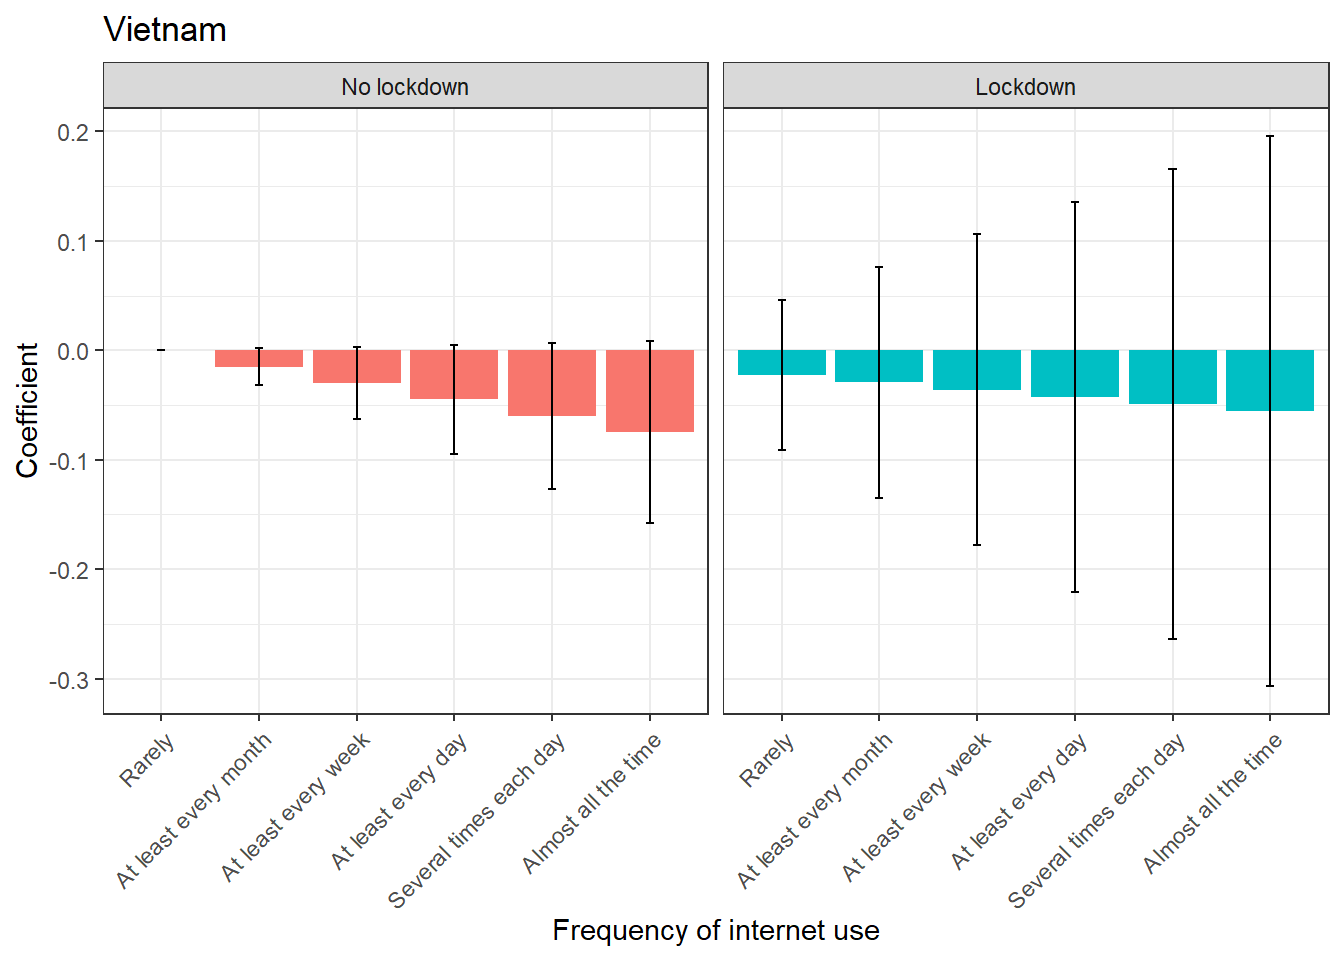 Vietnam
No lockdown
Lockdown
Coefficient
0.2
0.1
0.0
-0.1
-0.2
-0.3
Rarely
At least every month
At least every week
At least every day
Several times each day
Almost all the time
Rarely
At least every month
At least every week
At least every day
Several times each day
Almost all the time
Frequency of internet use